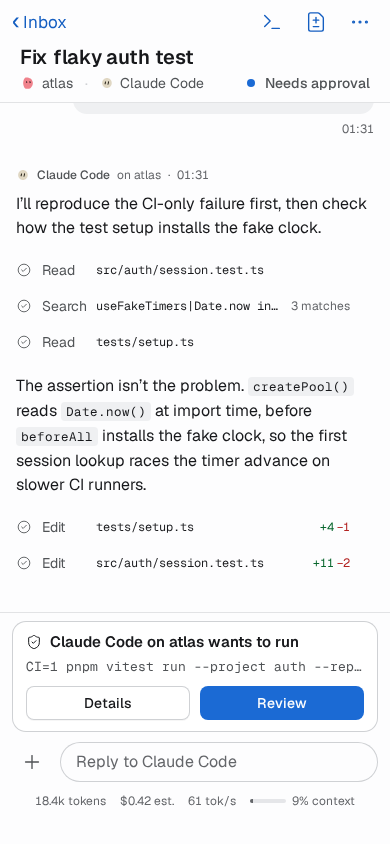 Inbox
Fix flaky auth test
atlas · Claude Code Needs approval
01:31
Claude Code on atlas · 01:31
I’ll reproduce the CI-only failure first, then check
how the test setup installs the fake clock.
Read src/auth/session.test.ts
Search useFakeTimers|Date.now in… 3 matches
Read tests/setup.ts
The assertion isn’t the problem. createPool()
reads Date.now() at import time, before
beforeAll installs the fake clock, so the first
session lookup races the timer advance on
slower CI runners.
Edit tests/setup.ts +4 −1
Edit src/auth/session.test.ts +11 −2
Claude Code on atlas wants to run
CI=1 pnpm vitest run --project auth --rep…
Details Review
Reply to Claude Code
18.4k tokens $0.42 est. 61 tok/s 9% context